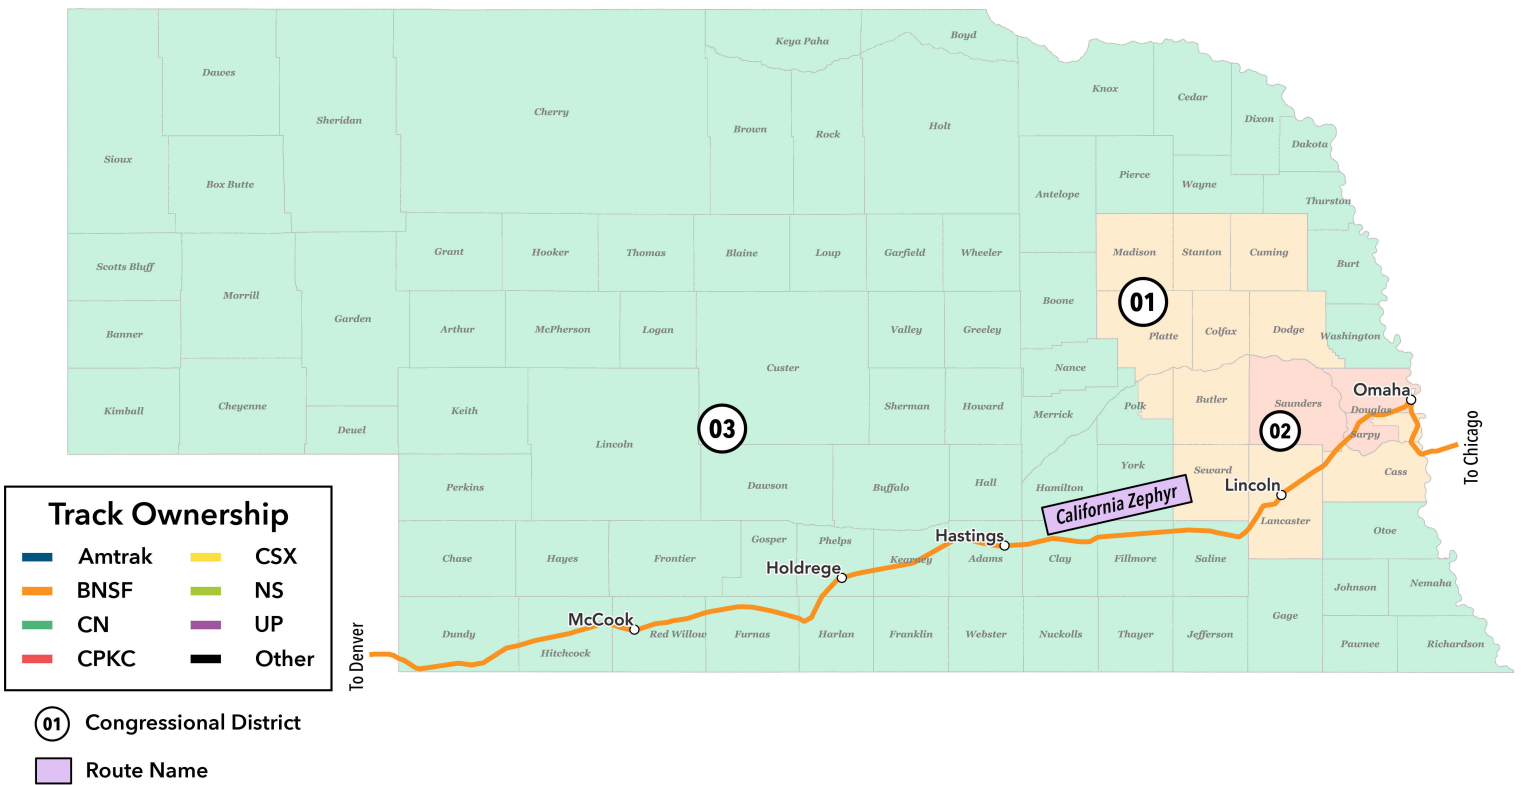 Keya Paha
Boyd
Dawes
Knox
Cedar
Cherry
Sheridan
Dixon
Brown
Rock
Holt
Dakota
Sioux
Box Butte
Pierce
Wayne
Antelope
Thurston
Grant
Hooker
Thomas
Blaine
Loup
Garfield
Wheeler
Madison
Stanton
Cuming
Scotts Bluff
Burt
Morrill
Boone
01
Garden
Banner
Arthur
McPherson
Logan
Valley
Greeley
Platte
Colfax
Dodge
Washington
Custer
Nance
Omaha
Kimball
Cheyenne
Keith
Sherman
Howard
Merrick
Polk
Butler
Saunders
Douglas
Deuel
03
02
Lincoln
Sarpy
To Chicago
Perkins
Dawson
Buffalo
Hall
Hamilton
York
Seward
Cass
Lincoln
California Zephyr
Lancaster
Otoe
Hastings
Gosper
Phelps
Chase
Hayes
Frontier
Kearney
Adams
Clay
Fillmore
Saline
Holdrege
Johnson
Nemaha
McCook
Gage
Dundy
Hitchcock
Red Willow
Furnas
Harlan
Franklin
Webster
Nuckolls
Thayer
Jefferson
Pawnee
Richardson
To Denver
Track Ownership
Amtrak
CSX
BNSF
NS
CN
UP
CPKC
Other
01 Congressional District
Route Name